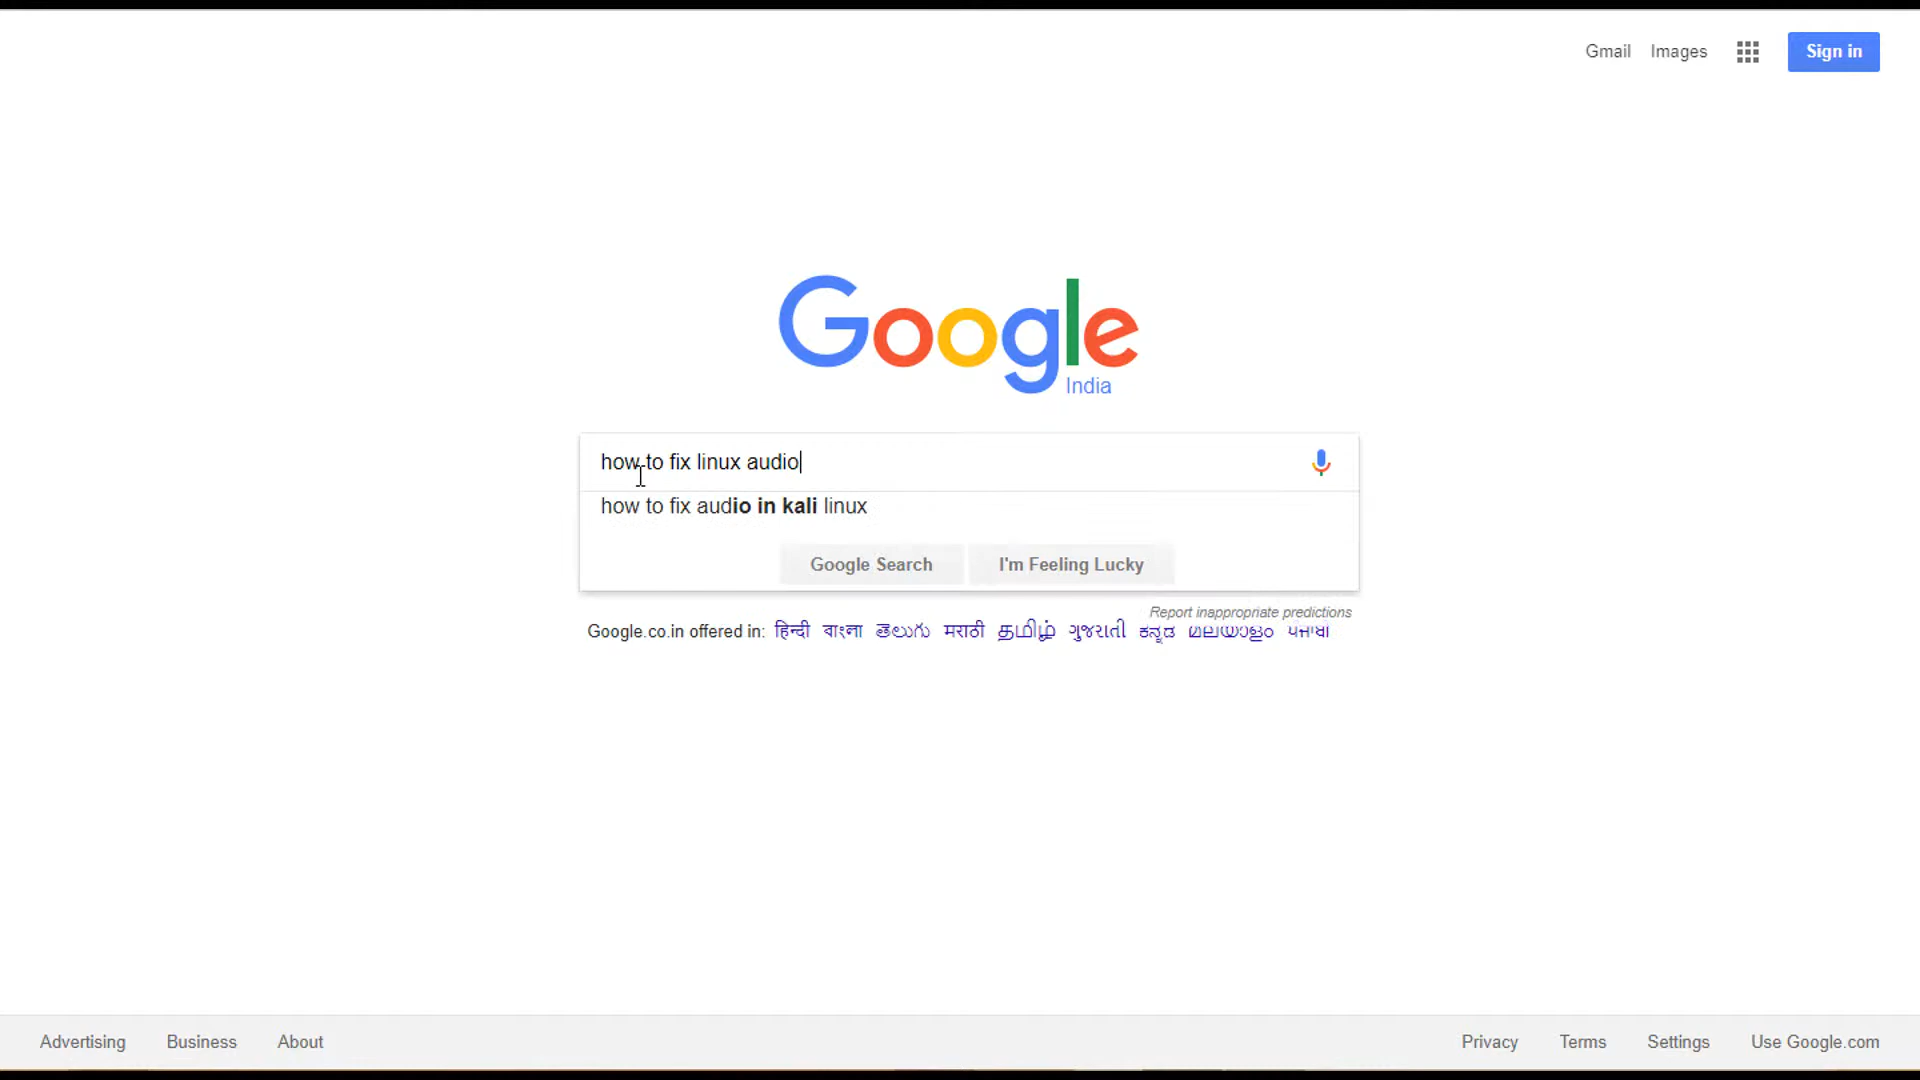 Gmail Images Sign in
Google
India
how to fix linux audio
how to fix audio in kali linux
Google Search I'm Feeling Lucky
Report inappropriate predictions
Google.co.in offered in: हिन्दी বাংলা తెలుగు मराठी தமிழ் ગુજરાતી ಕನ್ನಡ മലയാളം ਪੰਜਾਬੀ
Advertising Business About Privacy Terms Settings Use Google.com